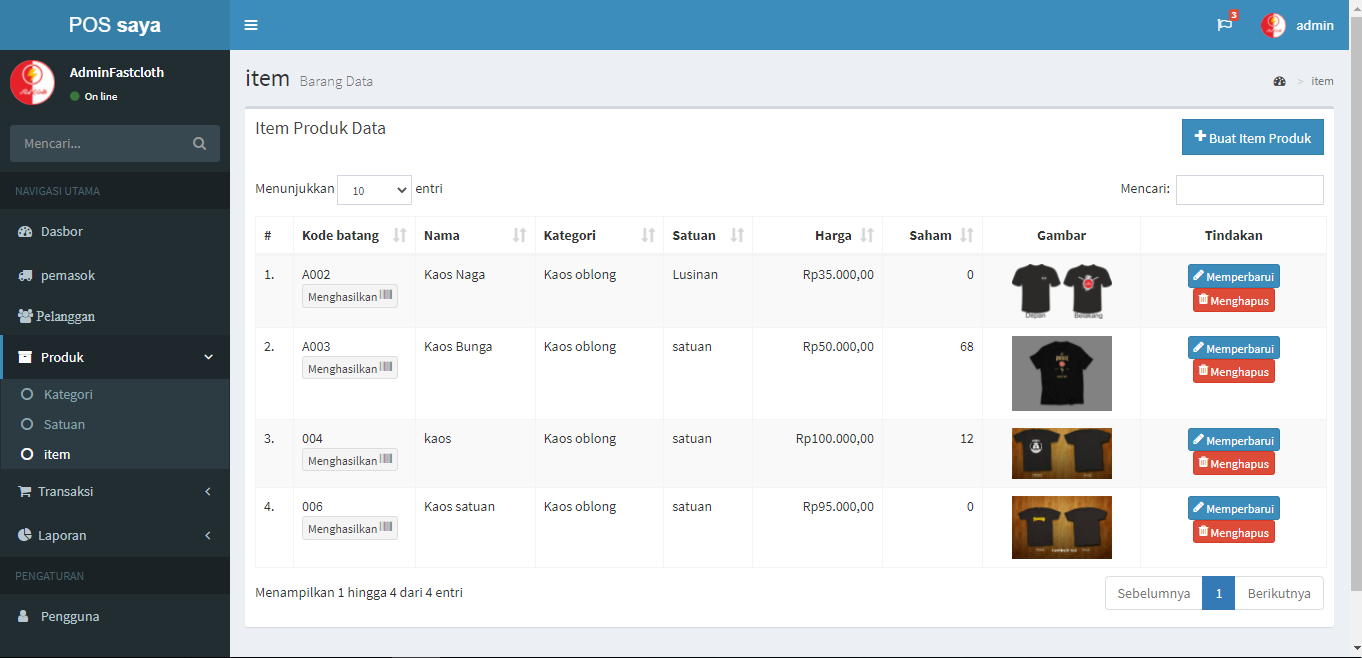 POS saya
3
admin
AdminFastcloth
On line
Mencari...
NAVIGASI UTAMA
Dasbor
pemasok
Pelanggan
Produk
Kategori
Satuan
item
Transaksi
Laporan
PENGATURAN
Pengguna
item Barang Data
> item
Item Produk Data
Buat Item Produk
Menunjukkan 10 entri
Mencari:
# Kode batang Nama Kategori Satuan Harga Saham Gambar Tindakan
1. A002 Kaos Naga Kaos oblong Lusinan Rp35.000,00 0 Memperbarui
Menghasilkan Menghapus
Depan Belakang
2. A003 Kaos Bunga Kaos oblong satuan Rp50.000,00 68 Memperbarui
Menghasilkan Menghapus
3. 004 kaos Kaos oblong satuan Rp100.000,00 12 Memperbarui
Menghasilkan Menghapus
4. 006 Kaos satuan Kaos oblong satuan Rp95.000,00 0 Memperbarui
Menghasilkan Menghapus
Menampilkan 1 hingga 4 dari 4 entri
Sebelumnya 1 Berikutnya